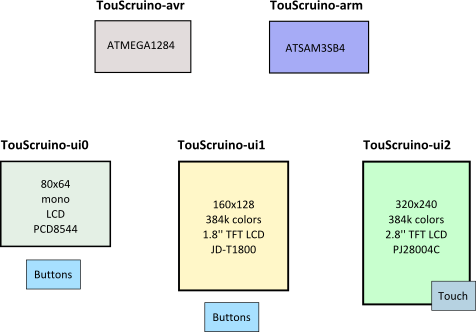 TouScruino-avr
TouScruino-arm
ATMEGA1284
ATSAM3SB4
TouScruino-ui0
TouScruino-ui1
TouScruino-ui2
80x64
mono
LCD
PCD8544
160x128
384k colors
1.8" TFT LCD
JD-T1800
320x240
384k colors
2.8" TFT LCD
PJ28004C
Buttons
Buttons
Touch